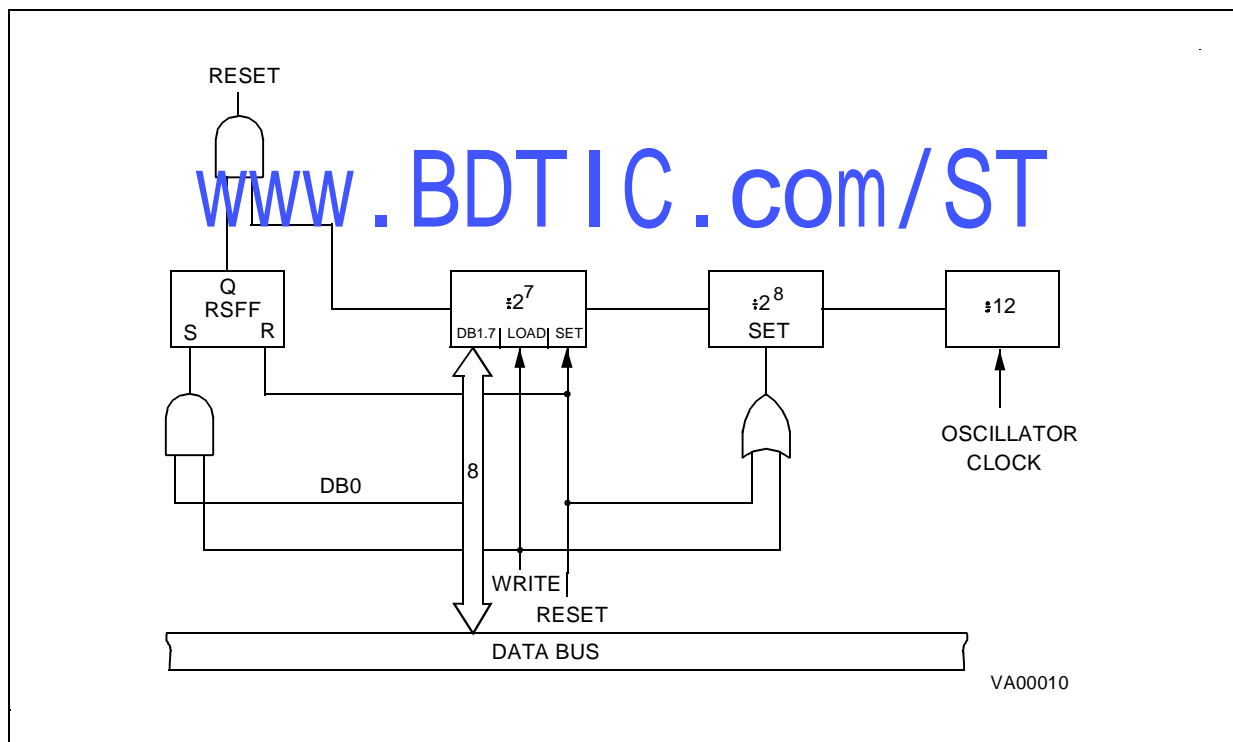 RESET
www.BDTIC.com/ST
Q
RSFF
S R
÷2⁷
DB1.7 LOAD SET
÷2⁸
SET
÷12
OSCILLATOR
CLOCK
8
DB0
WRITE
RESET
DATA BUS
VA00010